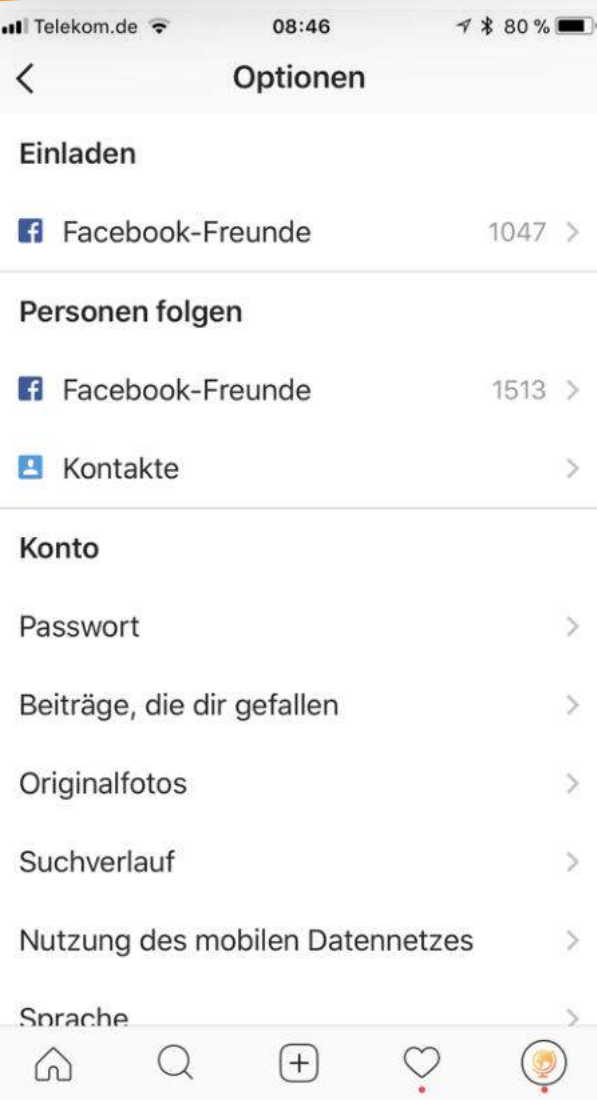 Telekom.de 08:46 80 %
Optionen
Einladen
Facebook-Freunde 1047
Personen folgen
Facebook-Freunde 1513
Kontakte
Konto
Passwort
Beiträge, die dir gefallen
Originalfotos
Suchverlauf
Nutzung des mobilen Datennetzes
Sprache